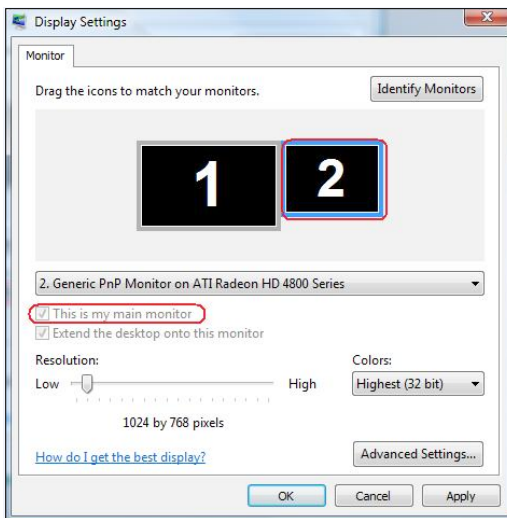 Display Settings
Monitor
Drag the icons to match your monitors.
Identify Monitors
1
2
2. Generic PnP Monitor on ATI Radeon HD 4800 Series
This is my main monitor
Extend the desktop onto this monitor
Resolution:
Colors:
Low
High
Highest (32 bit)
1024 by 768 pixels
How do I get the best display?
Advanced Settings...
OK
Cancel
Apply